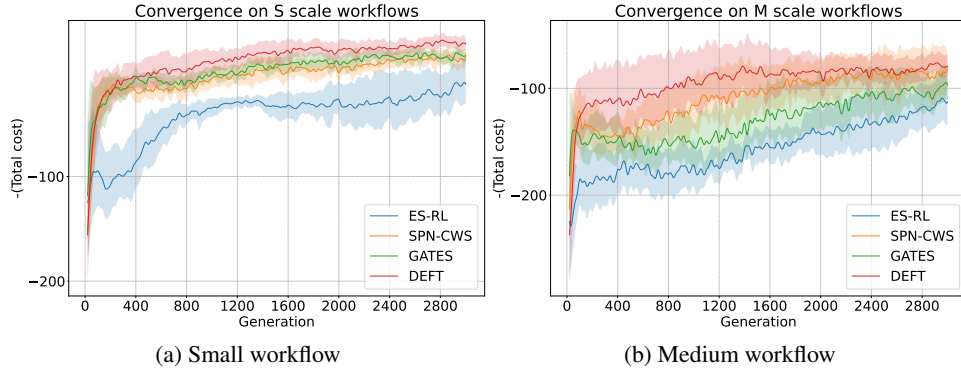 Convergence on S scale workflows
-(Total cost)
−100
−200
0 400 800 1200 1600 2000 2400 2800
Generation
ES-RL
SPN-CWS
GATES
DEFT
(a) Small workflow
Convergence on M scale workflows
-(Total cost)
−100
−200
0 400 800 1200 1600 2000 2400 2800
Generation
ES-RL
SPN-CWS
GATES
DEFT
(b) Medium workflow